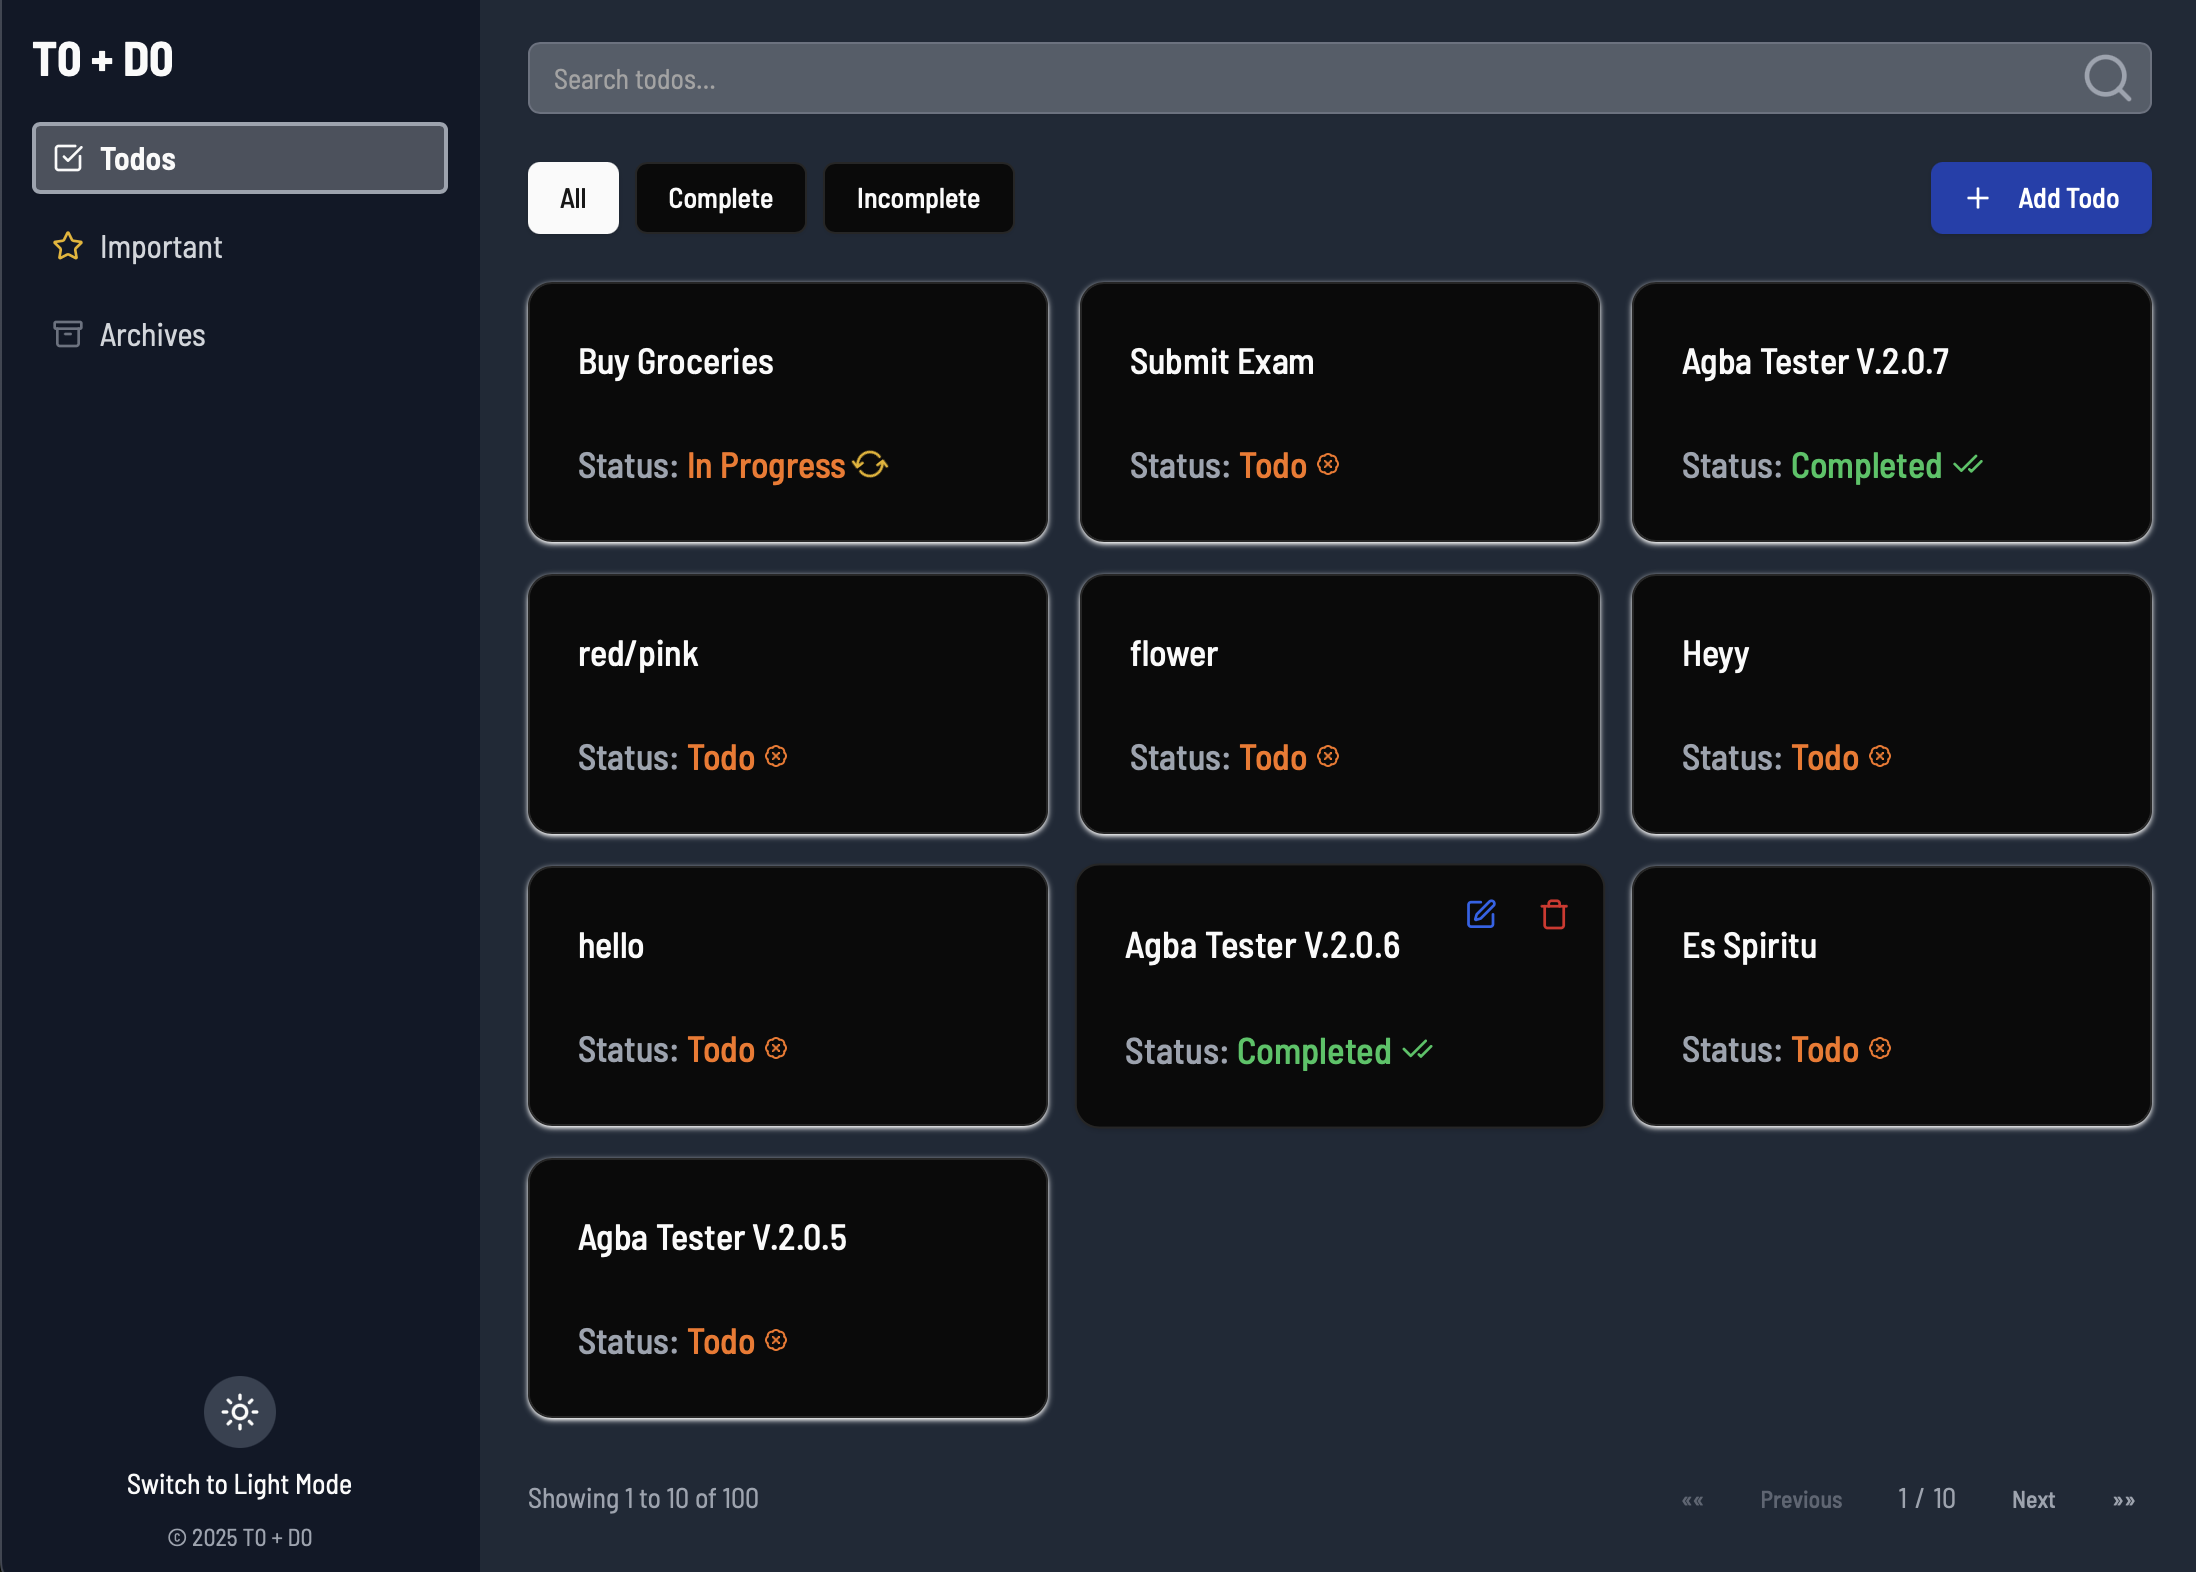 TO + DO
Todos
Important
Archives
Switch to Light Mode
© 2025 TO + DO
Search todos...
All
Complete
Incomplete
+ Add Todo
Buy Groceries
Status: In Progress
Submit Exam
Status: Todo
Agba Tester V.2.0.7
Status: Completed
red/pink
Status: Todo
flower
Status: Todo
Heyy
Status: Todo
hello
Status: Todo
Agba Tester V.2.0.6
Status: Completed
Es Spiritu
Status: Todo
Agba Tester V.2.0.5
Status: Todo
Showing 1 to 10 of 100
«« Previous 1 / 10 Next »»